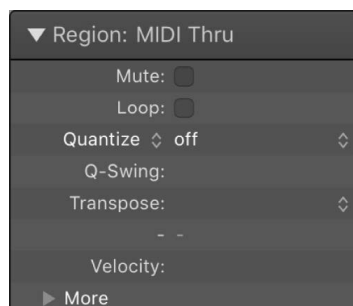 Region: MIDI Thru
Mute:
Loop:
Quantize off
Q-Swing:
Transpose:
- -
Velocity:
More